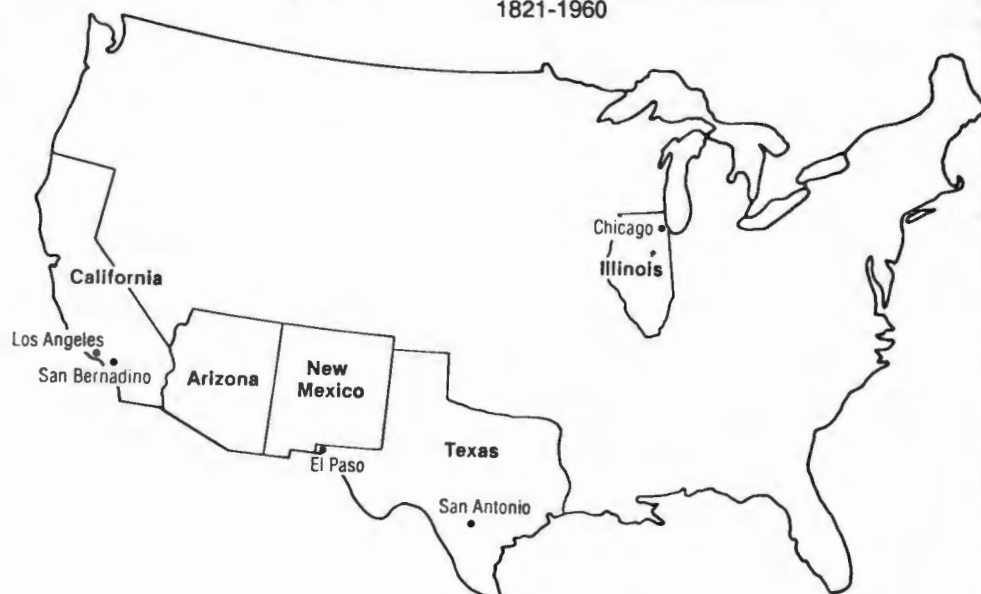 1821-1960
Chicago
Illinois
California
Los Angeles
San Bernadino
Arizona
New
Mexico
El Paso
Texas
San Antonio